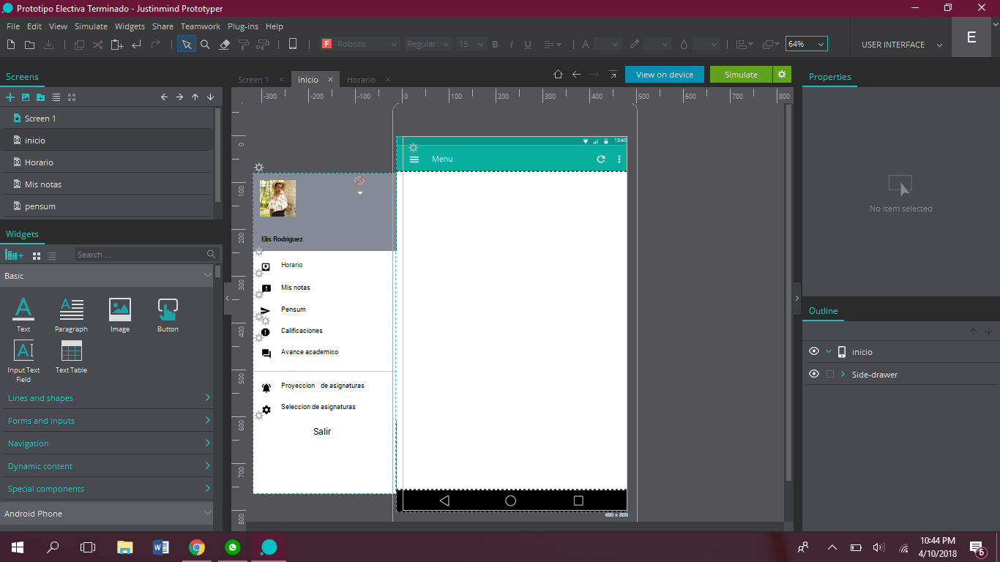 Prototipo Electiva Terminado - Justinmind Prototyper
File Edit View Simulate Widgets Share Teamwork Plug-ins Help
F Roboto Regular 15 B I U A 64%
USER INTERFACE
E
Screens
Screen 1
inicio
Horario
Mis notas
pensum
Widgets
Search ...
Basic
Text
Paragraph
Image
Button
Input Text
Field
Text Table
Lines and shapes
Forms and inputs
Navigation
Dynamic content
Special components
Android Phone
Screen 1 × inicio × Horario ×
View on device
Simulate
-300 -200 -100 0 100 200 300 400 500 600 700 800
0
100
200
300
400
500
600
700
800
15:45
Menu
Elis Rodriguez
Horario
Mis notas
Pensum
Calificaciones
Avance academico
Proyeccion de asignaturas
Seleccion de asignaturas
Salir
480 x 800
Properties
No item selected
Outline
inicio
Side-drawer
10:44 PM
4/10/2018
6